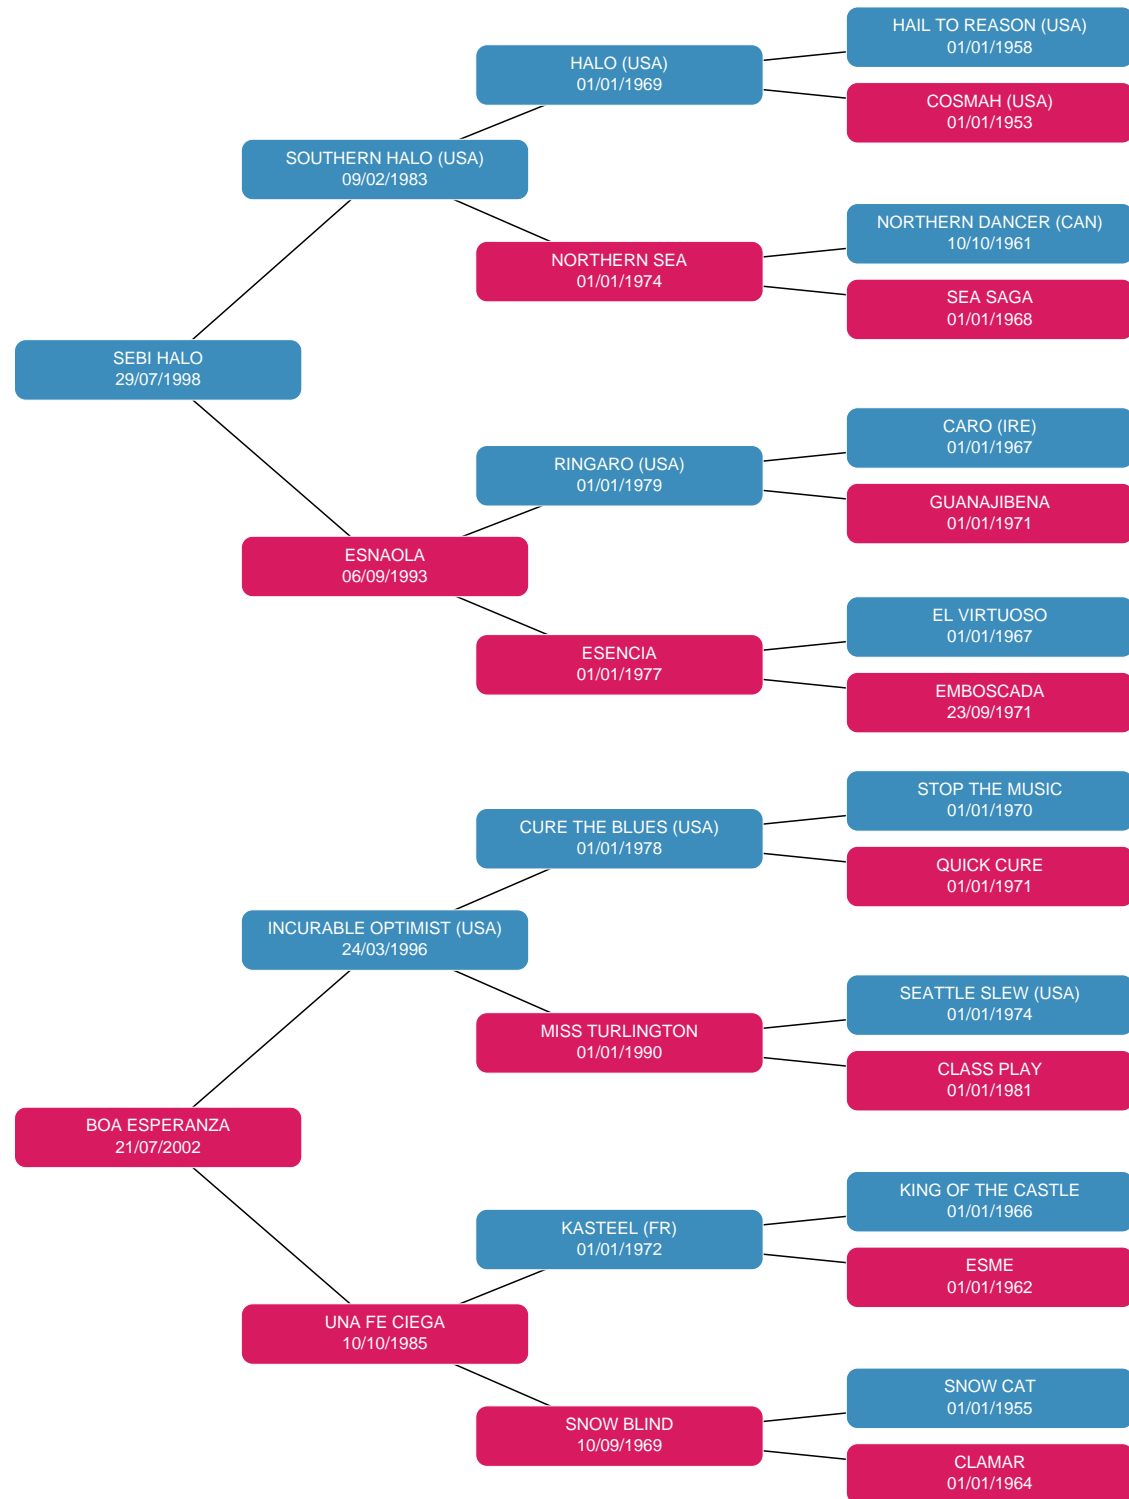 HAIL TO REASON (USA)
01/01/1958
HALO (USA)
01/01/1969
COSMAH (USA)
01/01/1953
SOUTHERN HALO (USA)
09/02/1983
NORTHERN DANCER (CAN)
10/10/1961
NORTHERN SEA
01/01/1974
SEA SAGA
01/01/1968
SEBI HALO
29/07/1998
CARO (IRE)
01/01/1967
RINGARO (USA)
01/01/1979
GUANAJIBENA
01/01/1971
ESNAOLA
06/09/1993
EL VIRTUOSO
01/01/1967
ESENCIA
01/01/1977
EMBOSCADA
23/09/1971
STOP THE MUSIC
01/01/1970
CURE THE BLUES (USA)
01/01/1978
QUICK CURE
01/01/1971
INCURABLE OPTIMIST (USA)
24/03/1996
SEATTLE SLEW (USA)
01/01/1974
MISS TURLINGTON
01/01/1990
CLASS PLAY
01/01/1981
BOA ESPERANZA
21/07/2002
KING OF THE CASTLE
01/01/1966
KASTEEL (FR)
01/01/1972
ESME
01/01/1962
UNA FE CIEGA
10/10/1985
SNOW CAT
01/01/1955
SNOW BLIND
10/09/1969
CLAMAR
01/01/1964